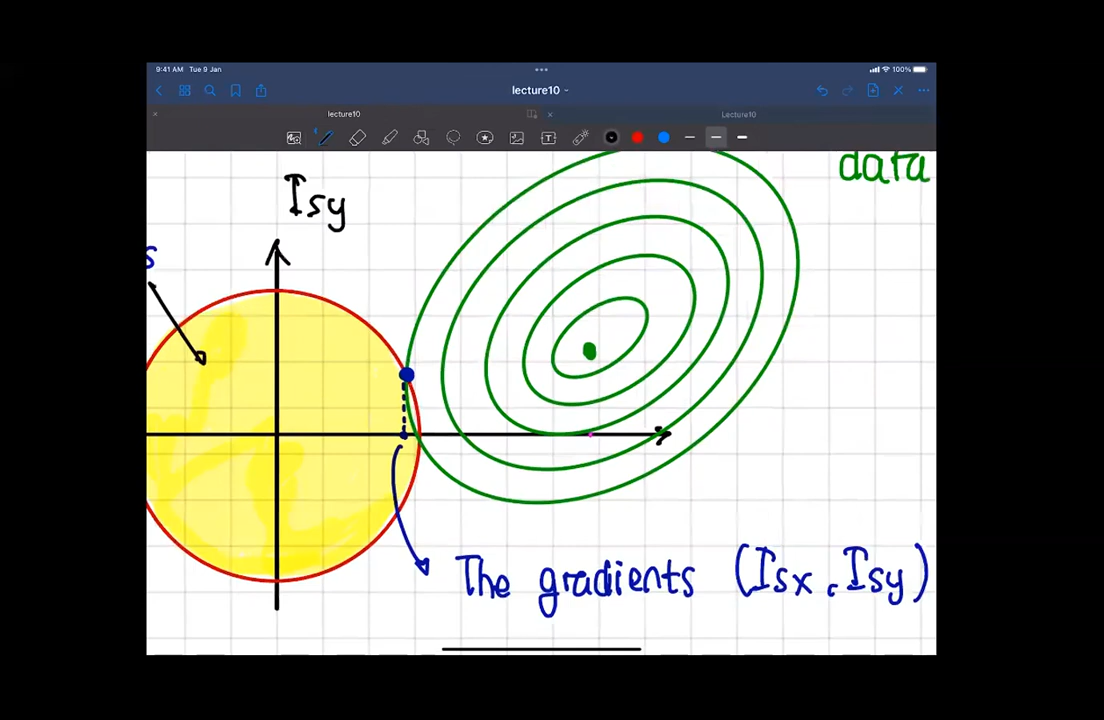 9:41 AM Tue 9 Jan
100%
lecture10
lecture10
Lecture10
data
Isy
s
The gradients (Isx, Isy)